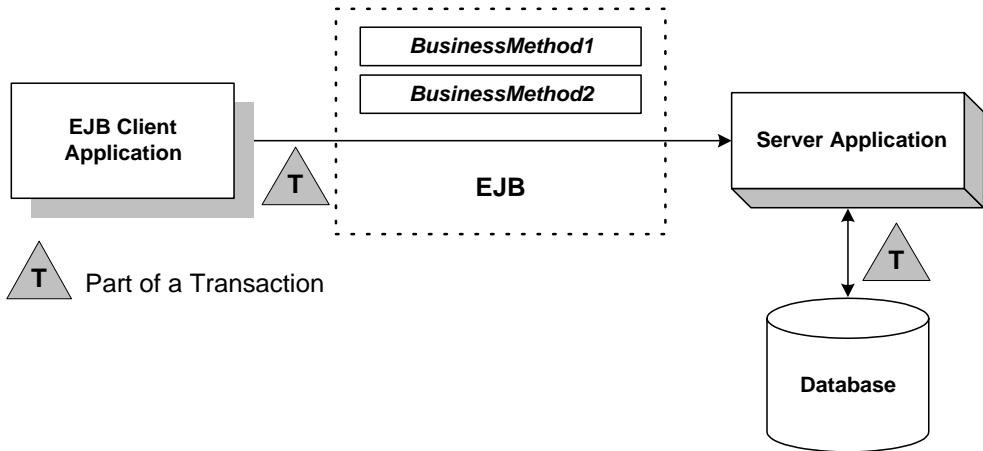 BusinessMethod1
BusinessMethod2
EJB Client
Application
T
EJB
Server Application
T
T
Part of a Transaction
Database